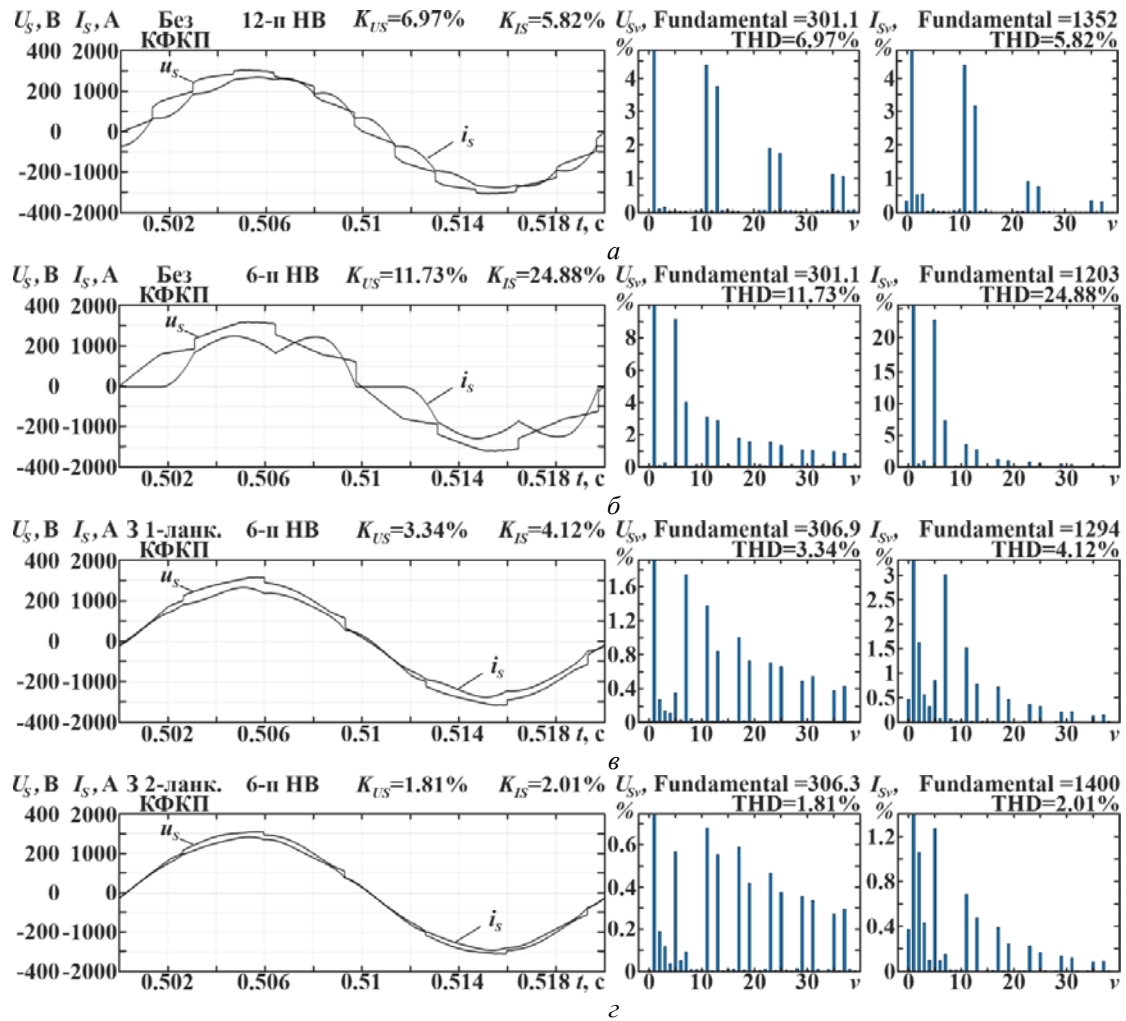 U_S, В I_S, А Без 12-п НВ K_US=6.97% K_IS=5.82% U_Sν, Fundamental =301.1 I_Sν, Fundamental =1352
КФКП % THD=6.97% % THD=5.82%
400 2000
u_s
200 1000
0 0
i_s
-200 -1000
-400 -2000
0.502 0.506 0.51 0.514 0.518 t, с
4
3
2
1
0
0 10 20 30 ν
4
3
2
1
0
0 10 20 30 ν
а
U_S, В I_S, А Без 6-п НВ K_US=11.73% K_IS=24.88% U_Sν, Fundamental =301.1 I_Sν, Fundamental =1203
КФКП % THD=11.73% % THD=24.88%
400 2000
u_s
200 1000
0 0
i_s
-200 -1000
-400 -2000
0.502 0.506 0.51 0.514 0.518 t, с
8
6
4
2
0
0 10 20 30 ν
20
15
10
5
0
0 10 20 30 ν
б
U_S, В I_S, А З 1-ланк. 6-п НВ K_US=3.34% K_IS=4.12% U_Sν, Fundamental =306.9 I_Sν, Fundamental =1294
КФКП % THD=3.34% % THD=4.12%
400 2000
u_s
200 1000
0 0
i_s
-200 -1000
-400 -2000
0.502 0.506 0.51 0.514 0.518 t, с
1.6
1.2
0.8
0.4
0
0 10 20 30 ν
3
2.5
2
1.5
1
0.5
0
0 10 20 30 ν
в
U_S, В I_S, А З 2-ланк. 6-п НВ K_US=1.81% K_IS=2.01% U_Sν, Fundamental =306.3 I_Sν, Fundamental =1400
КФКП % THD=1.81% % THD=2.01%
400 2000
u_s
200 1000
0 0
i_s
-200 -1000
-400 -2000
0.502 0.506 0.51 0.514 0.518 t, с
0.6
0.4
0.2
0
0 10 20 30 ν
1.2
0.8
0.4
0
0 10 20 30 ν
г